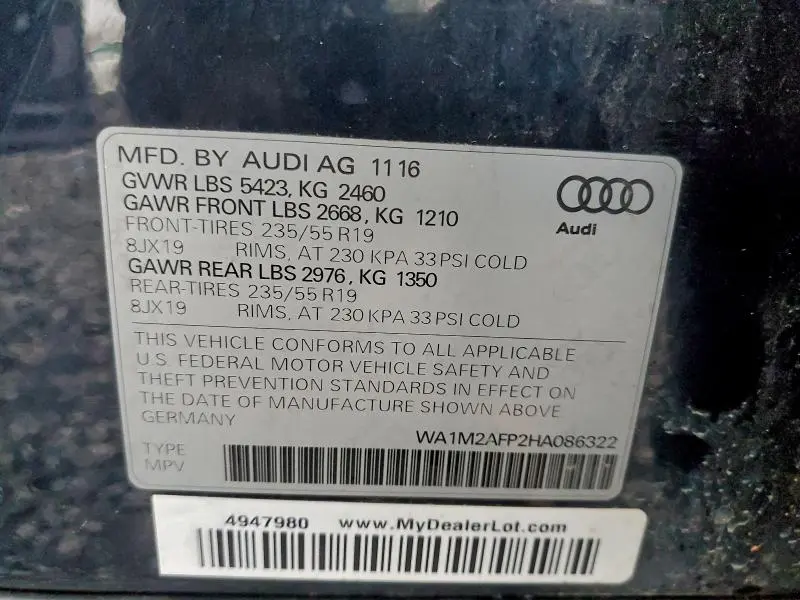 MFD. BY AUDI AG 11 16
GVWR LBS 5423, KG 2460
GAWR FRONT LBS 2668, KG 1210
FRONT-TIRES 235/55 R19
8JX19 RIMS, AT 230 KPA 33 PSI COLD
GAWR REAR LBS 2976, KG 1350
REAR-TIRES 235/55 R19
8JX19 RIMS, AT 230 KPA 33 PSI COLD
Audi
THIS VEHICLE CONFORMS TO ALL APPLICABLE
U.S. FEDERAL MOTOR VEHICLE SAFETY AND
THEFT PREVENTION STANDARDS IN EFFECT ON
THE DATE OF MANUFACTURE SHOWN ABOVE
GERMANY
WA1M2AFP2HA086322
TYPE
MPV
4947980 www.MyDealerLot.com